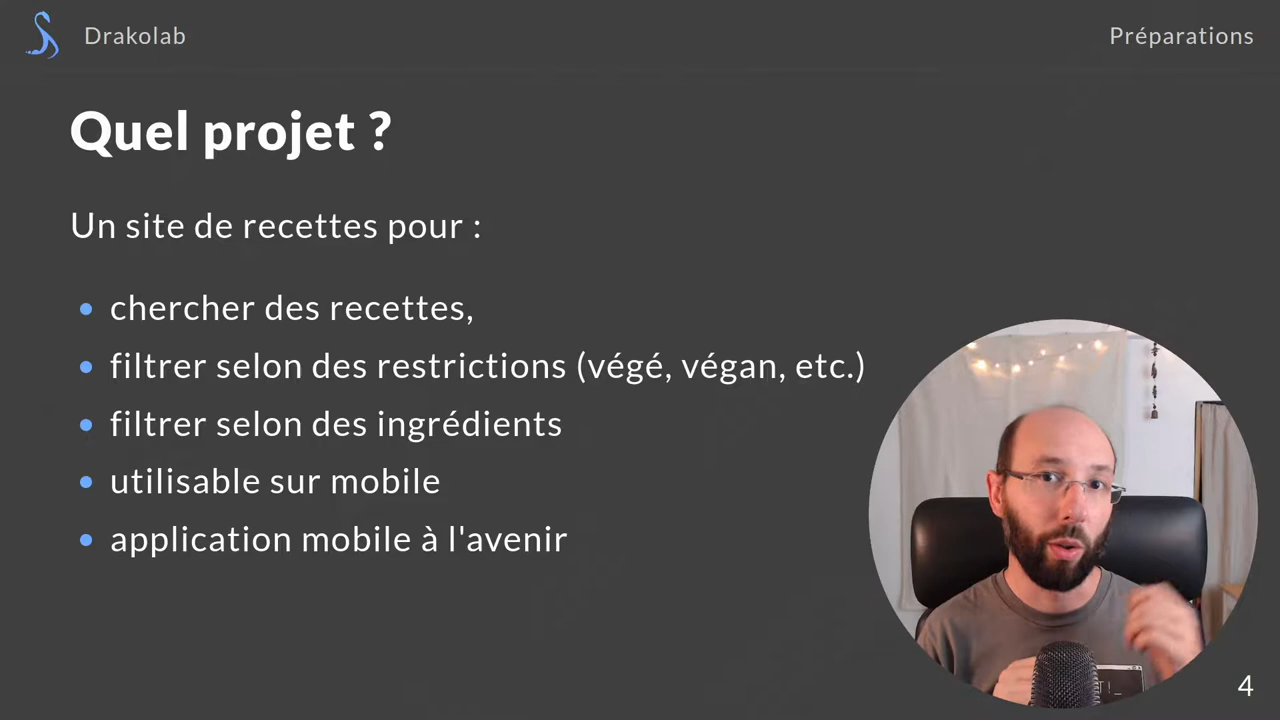 Drakolab
Préparations
Quel projet ?
Un site de recettes pour :
chercher des recettes,
filtrer selon des restrictions (végé, végan, etc.)
filtrer selon des ingrédients
utilisable sur mobile
application mobile à l'avenir
4